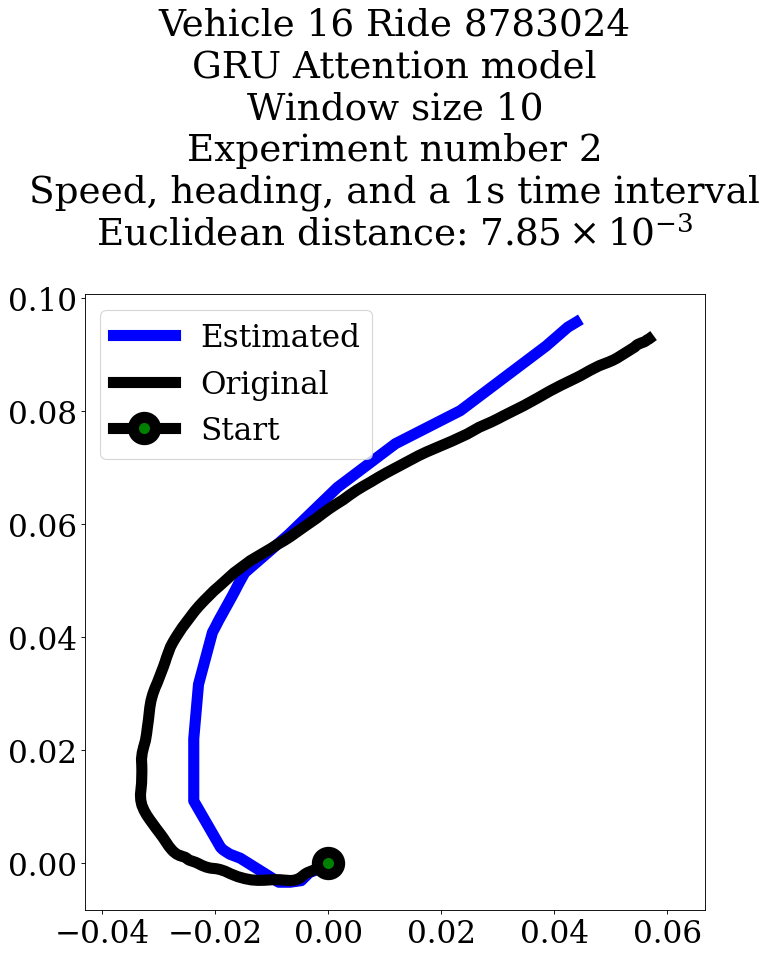 Vehicle 16 Ride 8783024
GRU Attention model
Window size 10
Experiment number 2
Speed, heading, and a 1s time interval
Euclidean distance: 7.85 × 10⁻³
0.10
Estimated
Original
0.08
Start
0.06
0.04
0.02
0.00
−0.04 −0.02 0.00 0.02 0.04 0.06